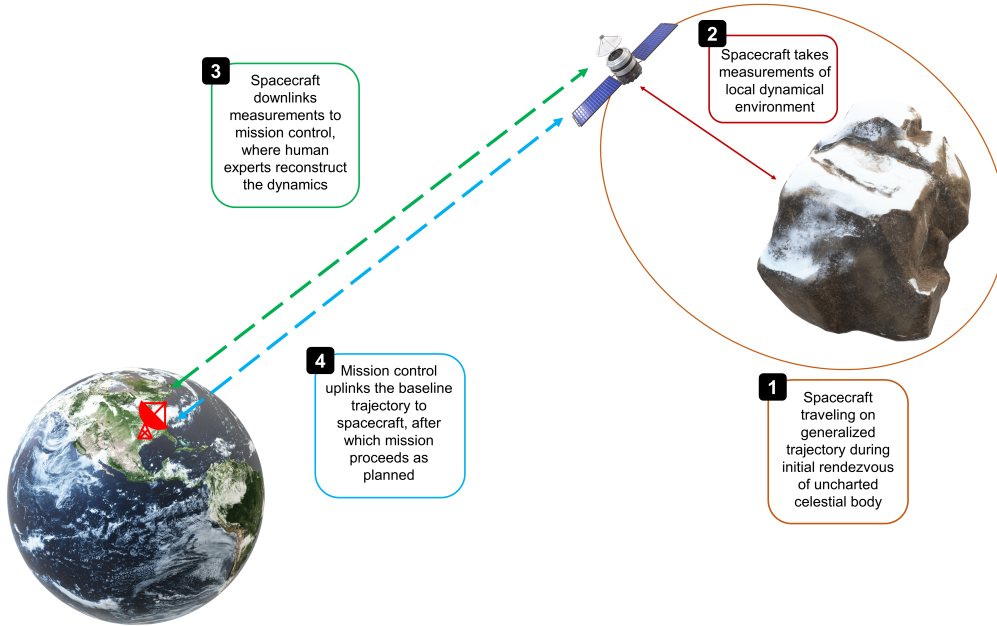 3
Spacecraft
downlinks
measurements to
mission control,
where human
experts reconstruct
the dynamics
2
Spacecraft takes
measurements of
local dynamical
environment
4
Mission control
uplinks the baseline
trajectory to
spacecraft, after
which mission
proceeds as
planned
1
Spacecraft
traveling on
generalized
trajectory during
initial rendezvous
of uncharted
celestial body